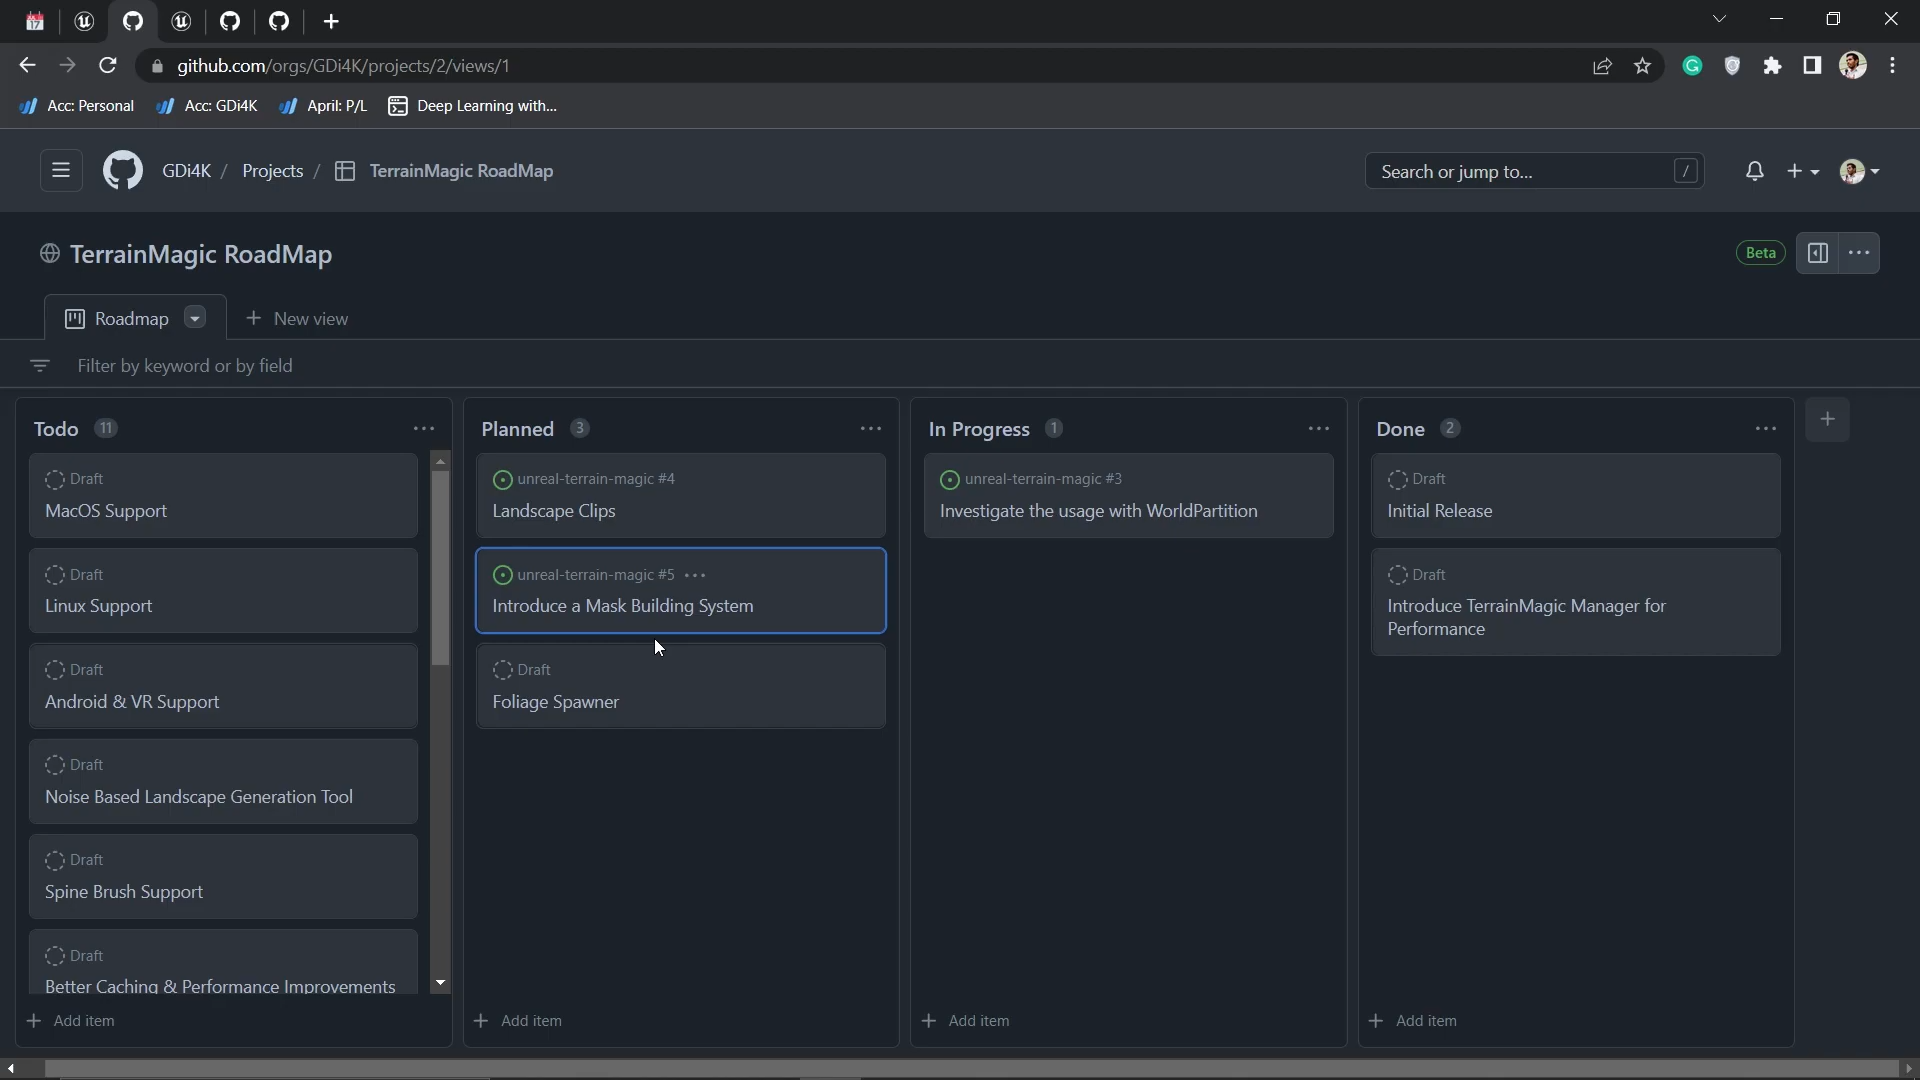 17
github.com/orgs/GDi4K/projects/2/views/1
Acc: Personal
Acc: GDi4K
April: P/L
Deep Learning with...
GDi4K / Projects / TerrainMagic RoadMap
Search or jump to... /
TerrainMagic RoadMap
Beta
Roadmap
New view
Filter by keyword or by field
Todo 11
Draft
MacOS Support
Draft
Linux Support
Draft
Android & VR Support
Draft
Noise Based Landscape Generation Tool
Draft
Spine Brush Support
Draft
Better Caching & Performance Improvements
Add item
Planned 3
unreal-terrain-magic #4
Landscape Clips
unreal-terrain-magic #5
Introduce a Mask Building System
Draft
Foliage Spawner
Add item
In Progress 1
unreal-terrain-magic #3
Investigate the usage with WorldPartition
Add item
Done 2
Draft
Initial Release
Draft
Introduce TerrainMagic Manager for
Performance
Add item